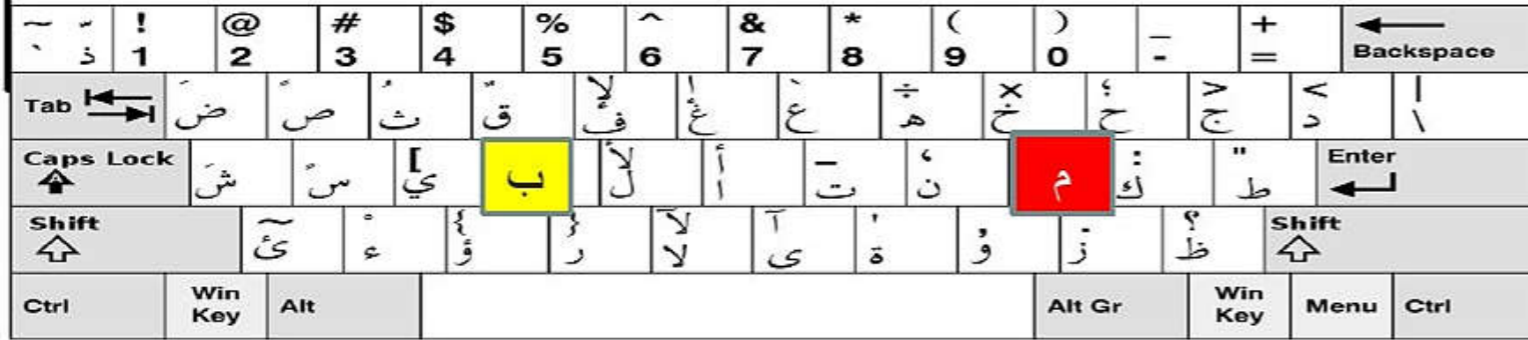 ~ ّ ! @ # $ % ^ & * ( ) _ +
` ذ 1 2 3 4 5 6 7 8 9 0 - = Backspace
Tab َ ً ُ ٌ لإ إ ` ÷ × ؛ > < |
ض ص ث ق ف غ ع ه خ ح ج د \
Caps Lock [ لأ أ ـ ، : " Enter
ش س ي ب ل ا ت ن م ك ط
Shift ~ ْ { } لآ آ ' , . ؟ Shift
ئ ء ؤ ر لا ى ة و ز ظ
Ctrl Win Key Alt Alt Gr Win Key Menu Ctrl